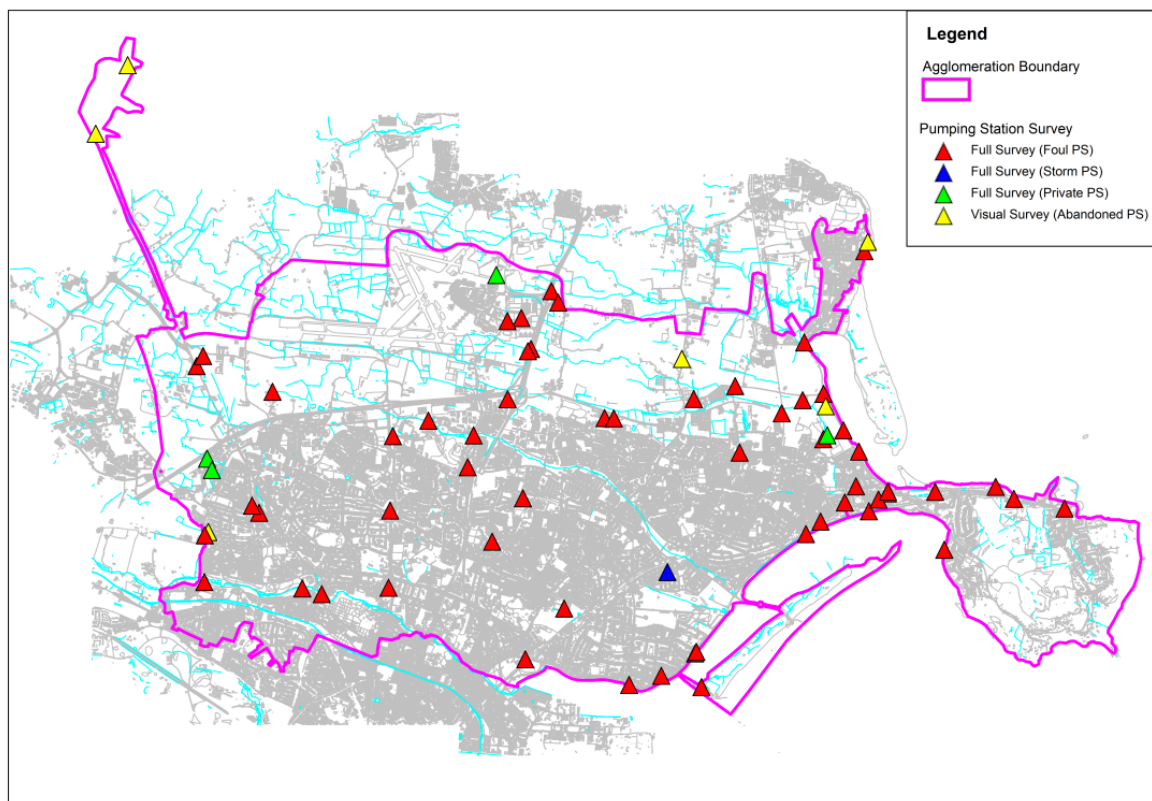 Legend
Agglomeration Boundary
Pumping Station Survey
Full Survey (Foul PS)
Full Survey (Storm PS)
Full Survey (Private PS)
Visual Survey (Abandoned PS)